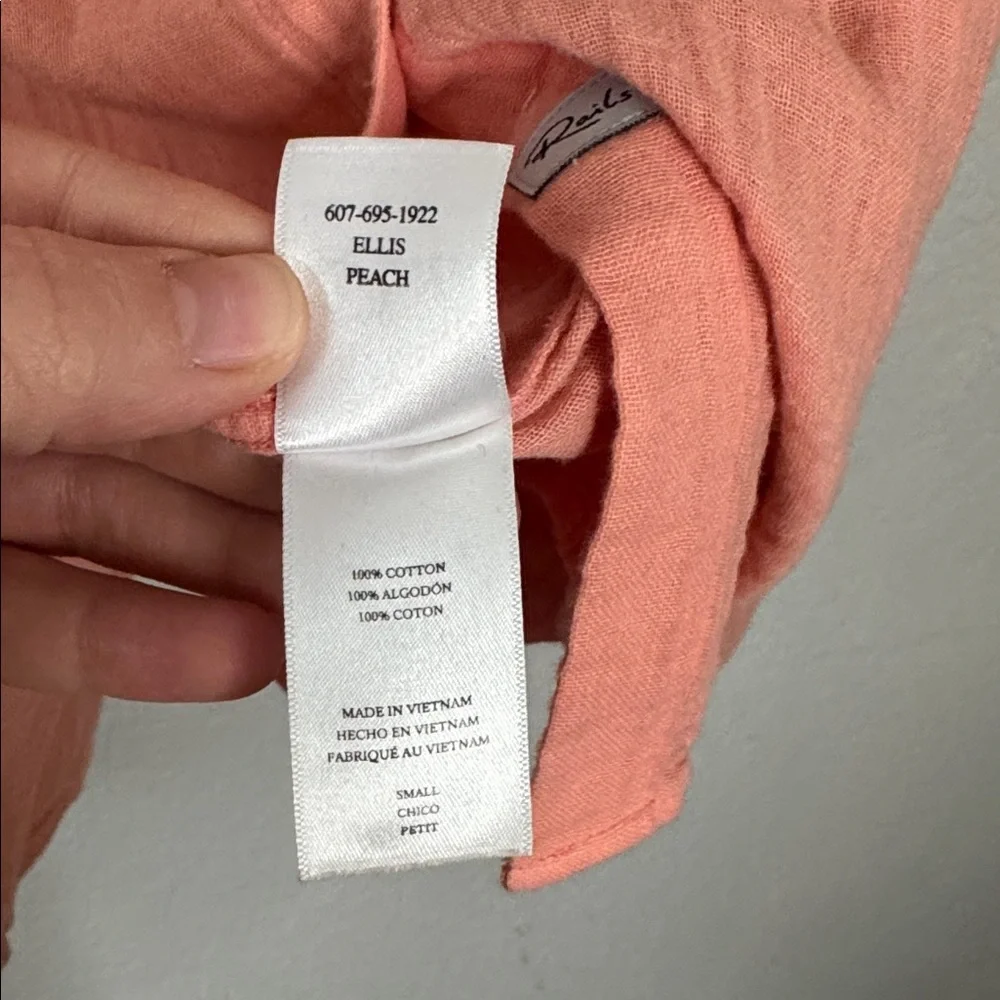 Rails
607-695-1922
ELLIS
PEACH
100% COTTON
100% ALGODÓN
100% COTON
MADE IN VIETNAM
HECHO EN VIETNAM
FABRIQUÉ AU VIETNAM
SMALL
CHICO
PETIT